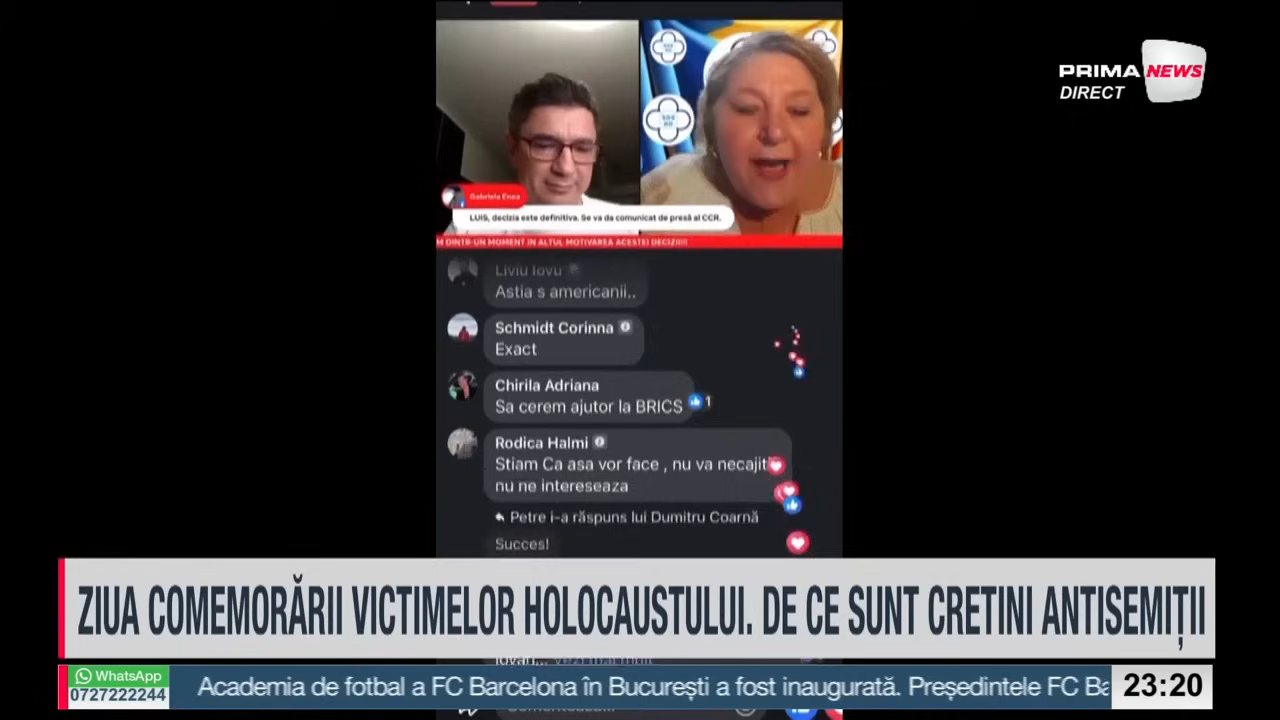 PRIMA NEWS
DIRECT
Gabriela Enea
LUIS, decizia este definitiva. Se va da comunicat de presă al CCR.
M DINTR-UN MOMENT IN ALTUL MOTIVAREA ACESTEI DECIZII!!!
Liviu Iovu
Astia s americanii..
Schmidt Corinna
Exact
Chirila Adriana
Sa cerem ajutor la BRICS
1
Rodica Halmi
Stiam Ca asa vor face , nu va necajit
nu ne intereseaza
Petre i-a răspuns lui Dumitru Coarnă
Succes!
ZIUA COMEMORĂRII VICTIMELOR HOLOCAUSTULUI. DE CE SUNT CRETINI ANTISEMIȚII
WhatsApp
0727222244
Academia de fotbal a FC Barcelona în București a fost inaugurată. Președintele FC Ba
23:20